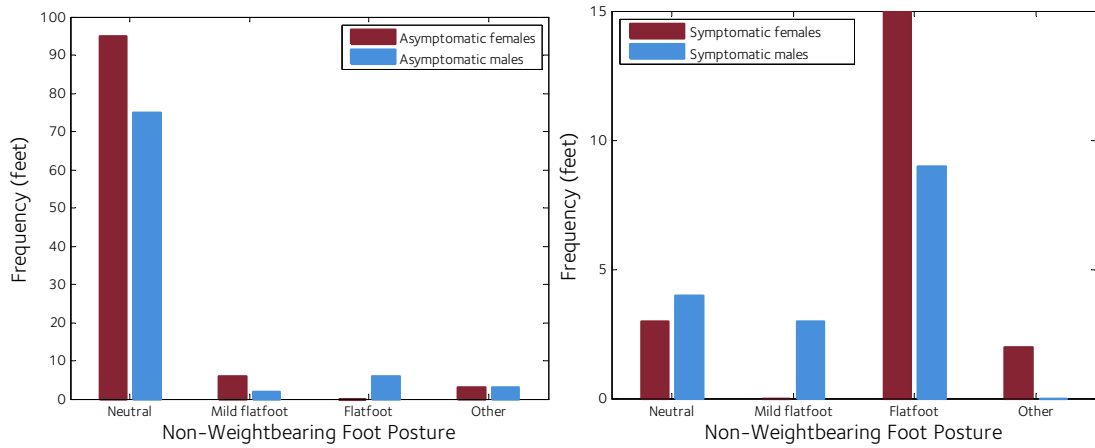 Frequency (feet)
100
90
80
70
60
50
40
30
20
10
0
Asymptomatic females
Asymptomatic males
Neutral Mild flatfoot Flatfoot Other
Non-Weightbearing Foot Posture
Frequency (feet)
15
10
5
0
Symptomatic females
Symptomatic males
Neutral Mild flatfoot Flatfoot Other
Non-Weightbearing Foot Posture